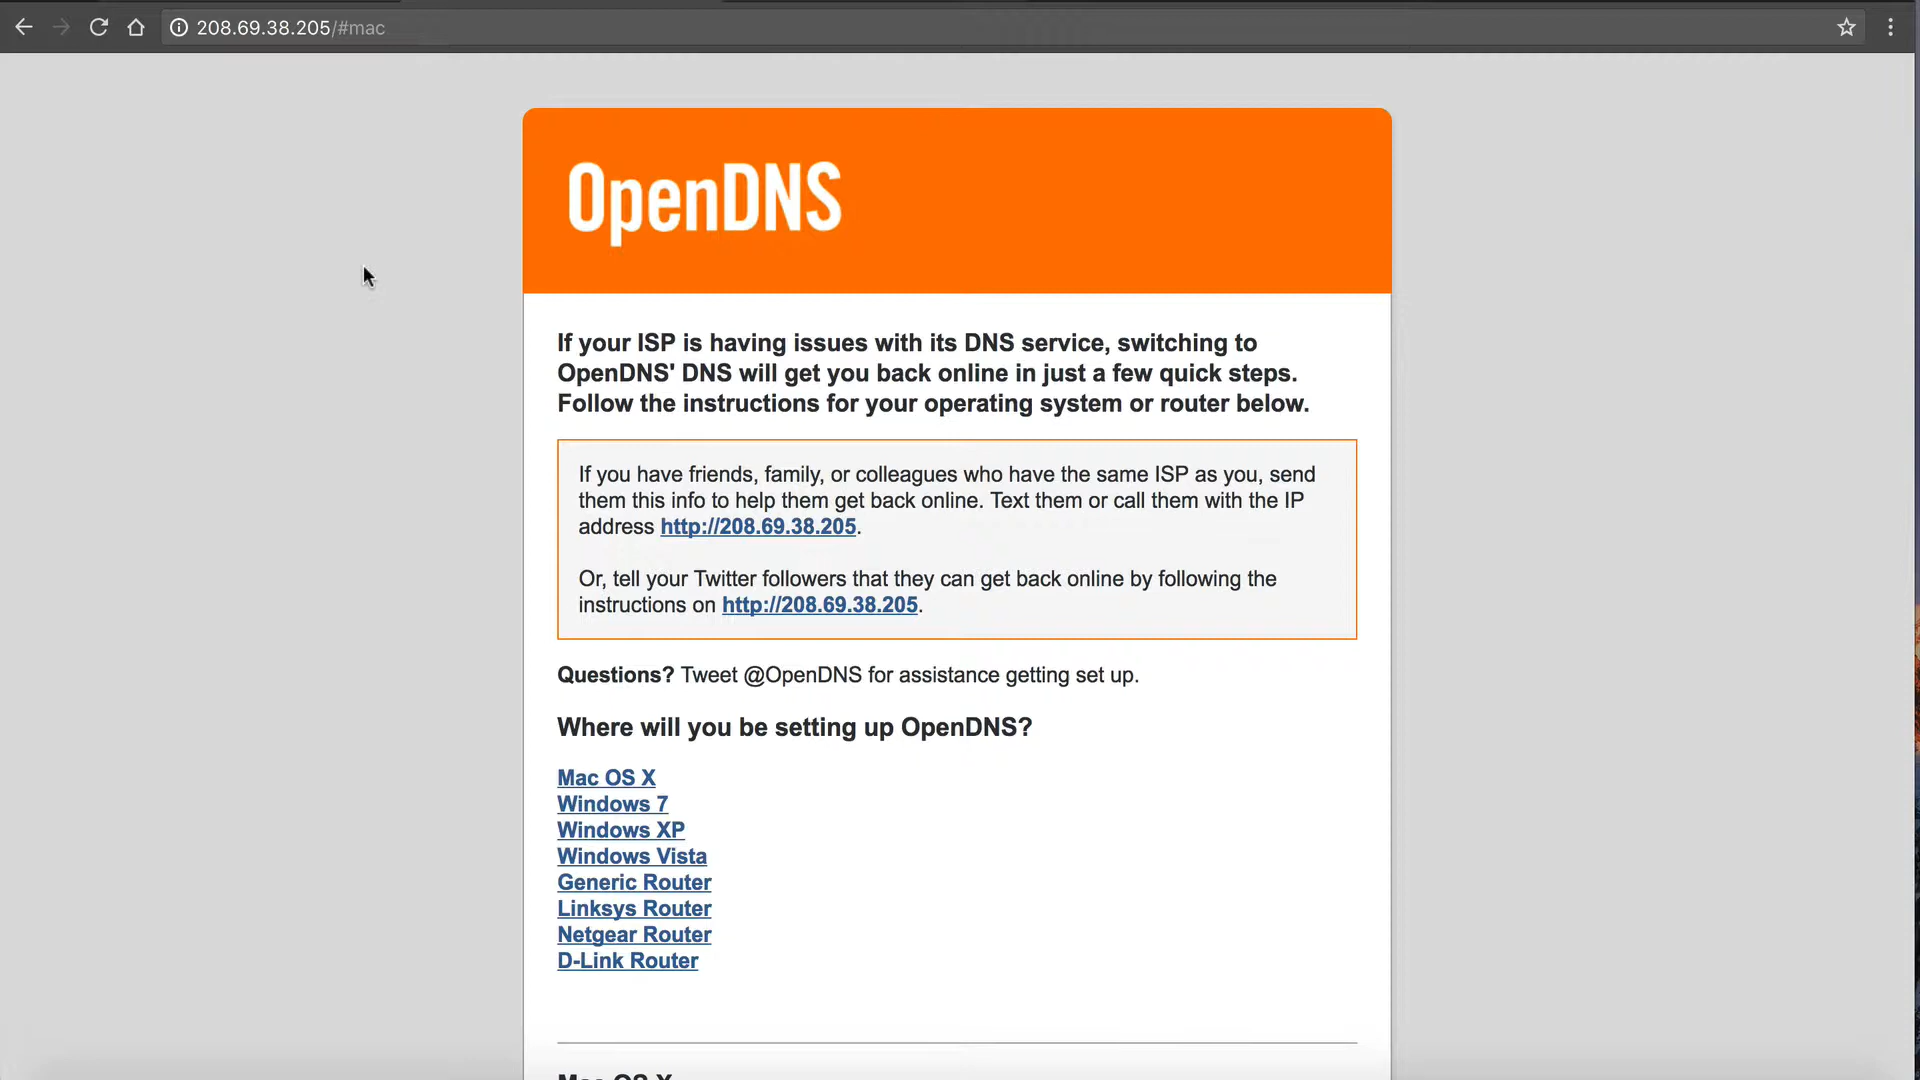 208.69.38.205/#mac
OpenDNS
If your ISP is having issues with its DNS service, switching to
OpenDNS' DNS will get you back online in just a few quick steps.
Follow the instructions for your operating system or router below.
If you have friends, family, or colleagues who have the same ISP as you, send
them this info to help them get back online. Text them or call them with the IP
address http://208.69.38.205.
Or, tell your Twitter followers that they can get back online by following the
instructions on http://208.69.38.205.
Questions? Tweet @OpenDNS for assistance getting set up.
Where will you be setting up OpenDNS?
Mac OS X
Windows 7
Windows XP
Windows Vista
Generic Router
Linksys Router
Netgear Router
D-Link Router
Mac OS X